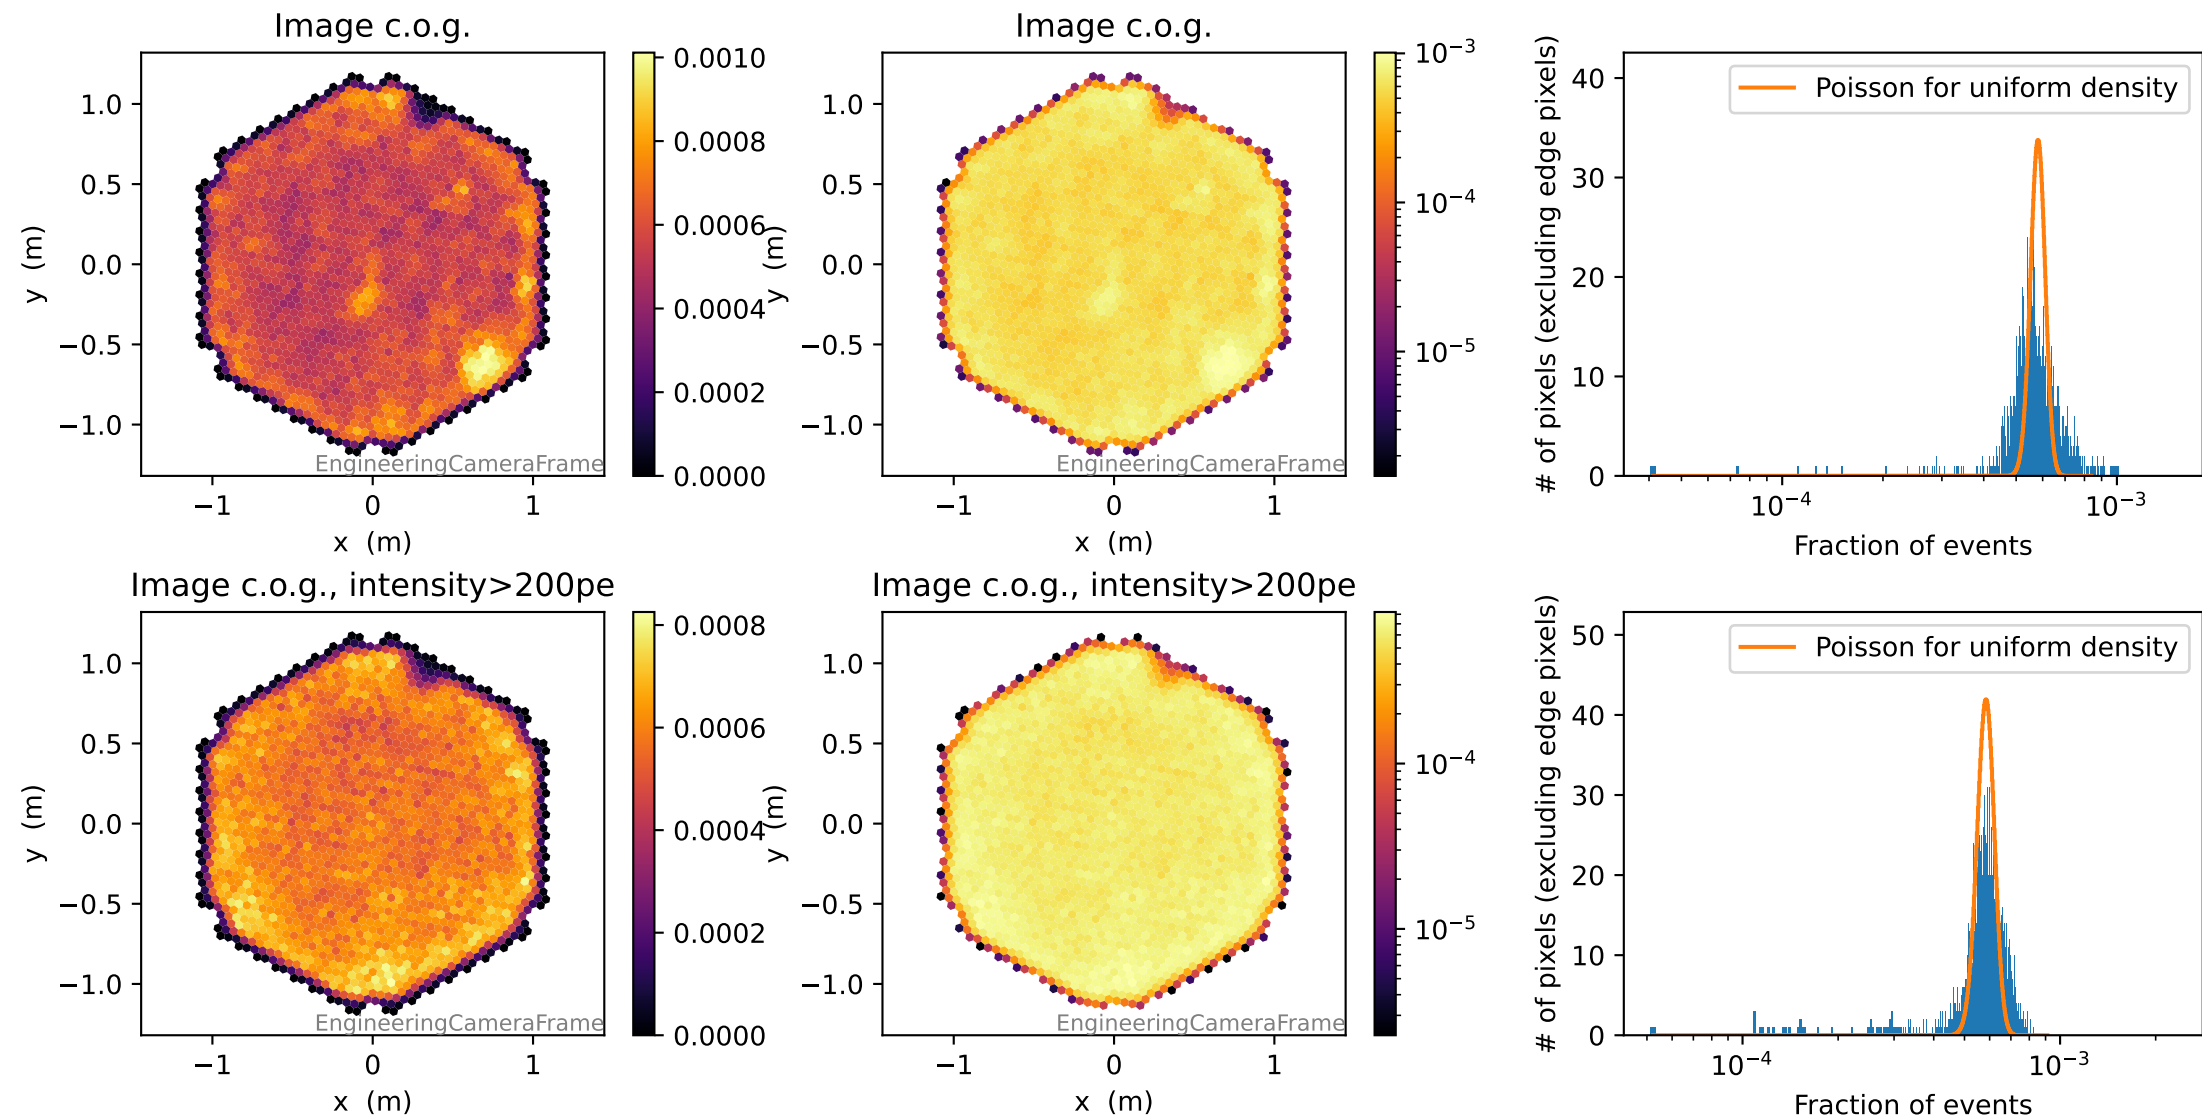 Image c.o.g.
y (m)
1.0
0.5
0.0
−0.5
−1.0
EngineeringCameraFrame
−1 0 1
x (m)
0.0010
0.0008
0.0006
0.0004
0.0002
0.0000
Image c.o.g.
y (m)
1.0
0.5
0.0
−0.5
−1.0
EngineeringCameraFrame
−1 0 1
x (m)
10⁻³
10⁻⁴
10⁻⁵
# of pixels (excluding edge pixels)
40
30
20
10
0
Poisson for uniform density
10⁻⁴ 10⁻³
Fraction of events
Image c.o.g., intensity>200pe
y (m)
1.0
0.5
0.0
−0.5
−1.0
EngineeringCameraFrame
−1 0 1
x (m)
0.0008
0.0006
0.0004
0.0002
0.0000
Image c.o.g., intensity>200pe
y (m)
1.0
0.5
0.0
−0.5
−1.0
EngineeringCameraFrame
−1 0 1
x (m)
10⁻⁴
10⁻⁵
# of pixels (excluding edge pixels)
50
40
30
20
10
0
Poisson for uniform density
10⁻⁴ 10⁻³
Fraction of events